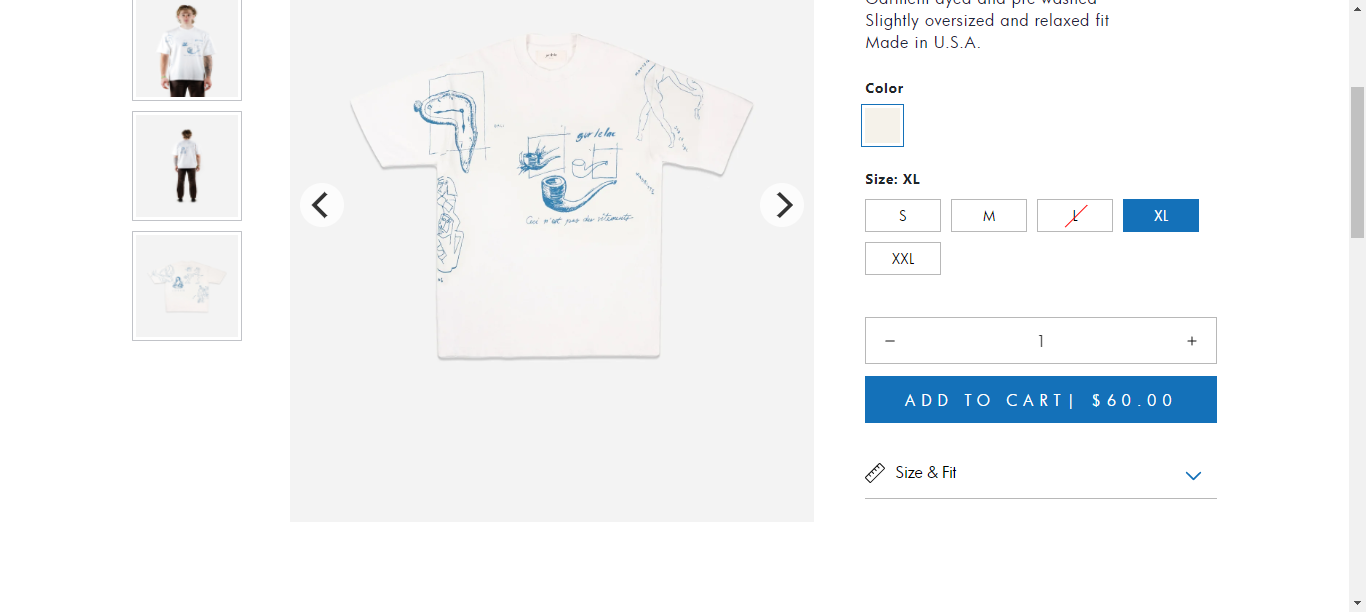 Garment dyed and pre-washed
Slightly oversized and relaxed fit
Made in U.S.A.
Color
Size: XL
S
M
L
XL
XXL
1
ADD TO CART| $60.00
Size & Fit
DALI
Ceci n'est pas des vêtements